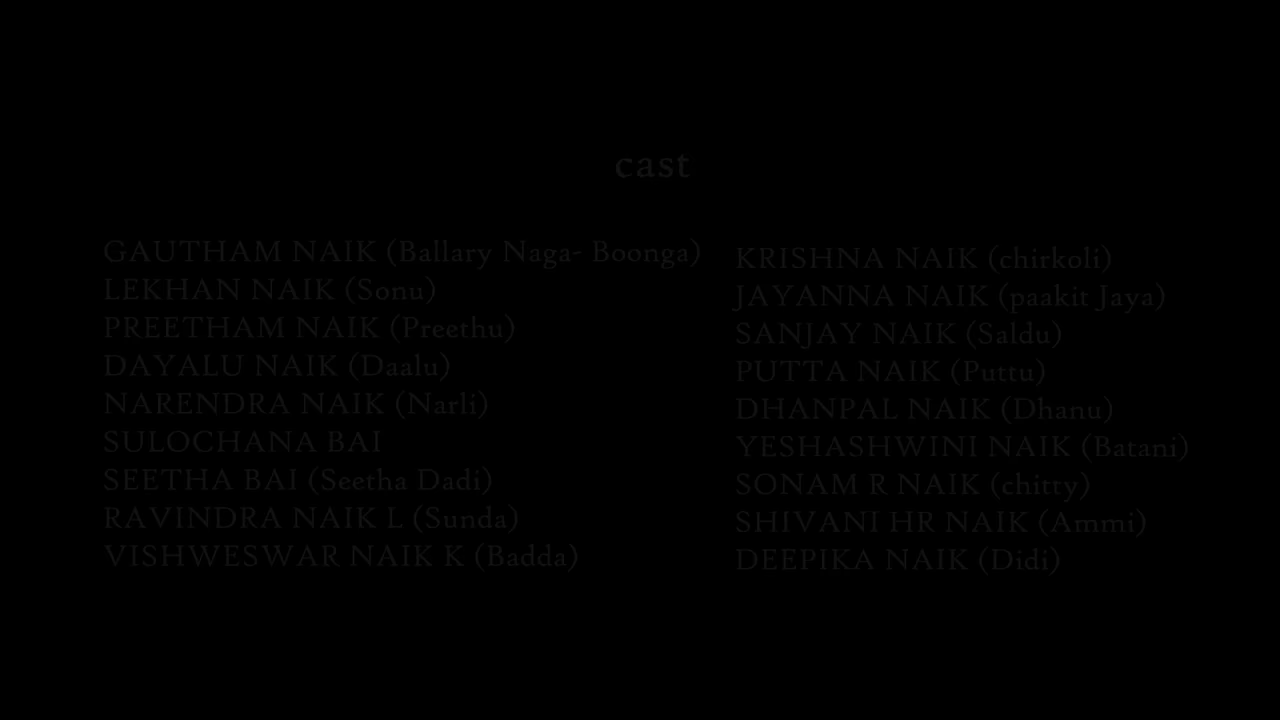 cast
GAUTHAM NAIK (Ballary Naga- Boonga)
LEKHAN NAIK (Sonu)
PREETHAM NAIK (Preethu)
DAYALU NAIK (Daalu)
NARENDRA NAIK (Narli)
SULOCHANA BAI
SEETHA BAI (Seetha Dadi)
RAVINDRA NAIK L (Sunda)
VISHWESWAR NAIK K (Badda)
KRISHNA NAIK (chirkoli)
JAYANNA NAIK (paakit Jaya)
SANJAY NAIK (Saldu)
PUTTA NAIK (Puttu)
DHANPAL NAIK (Dhanu)
YESHASHWINI NAIK (Batani)
SONAM R NAIK (chitty)
SHIVANI HR NAIK (Ammi)
DEEPIKA NAIK (Didi)